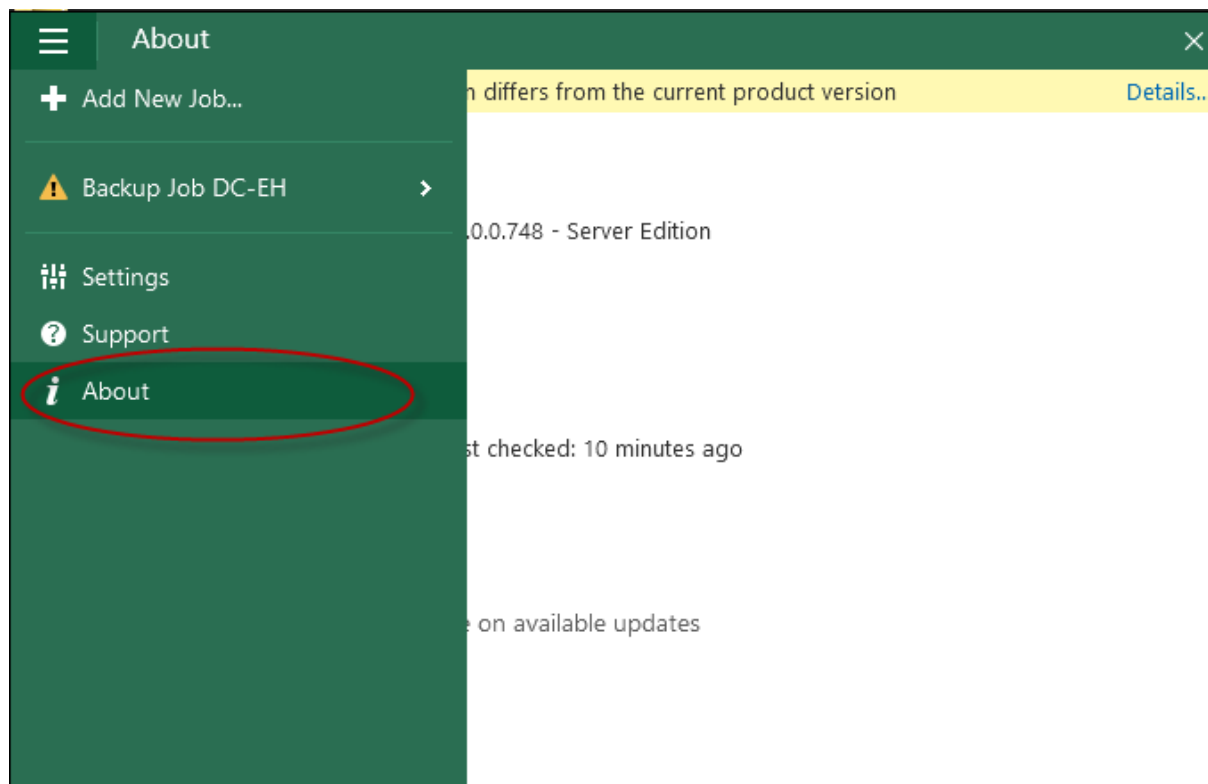 About
Add New Job...
n differs from the current product version Details..
Backup Job DC-EH
.0.0.748 - Server Edition
Settings
Support
About
st checked: 10 minutes ago
e on available updates